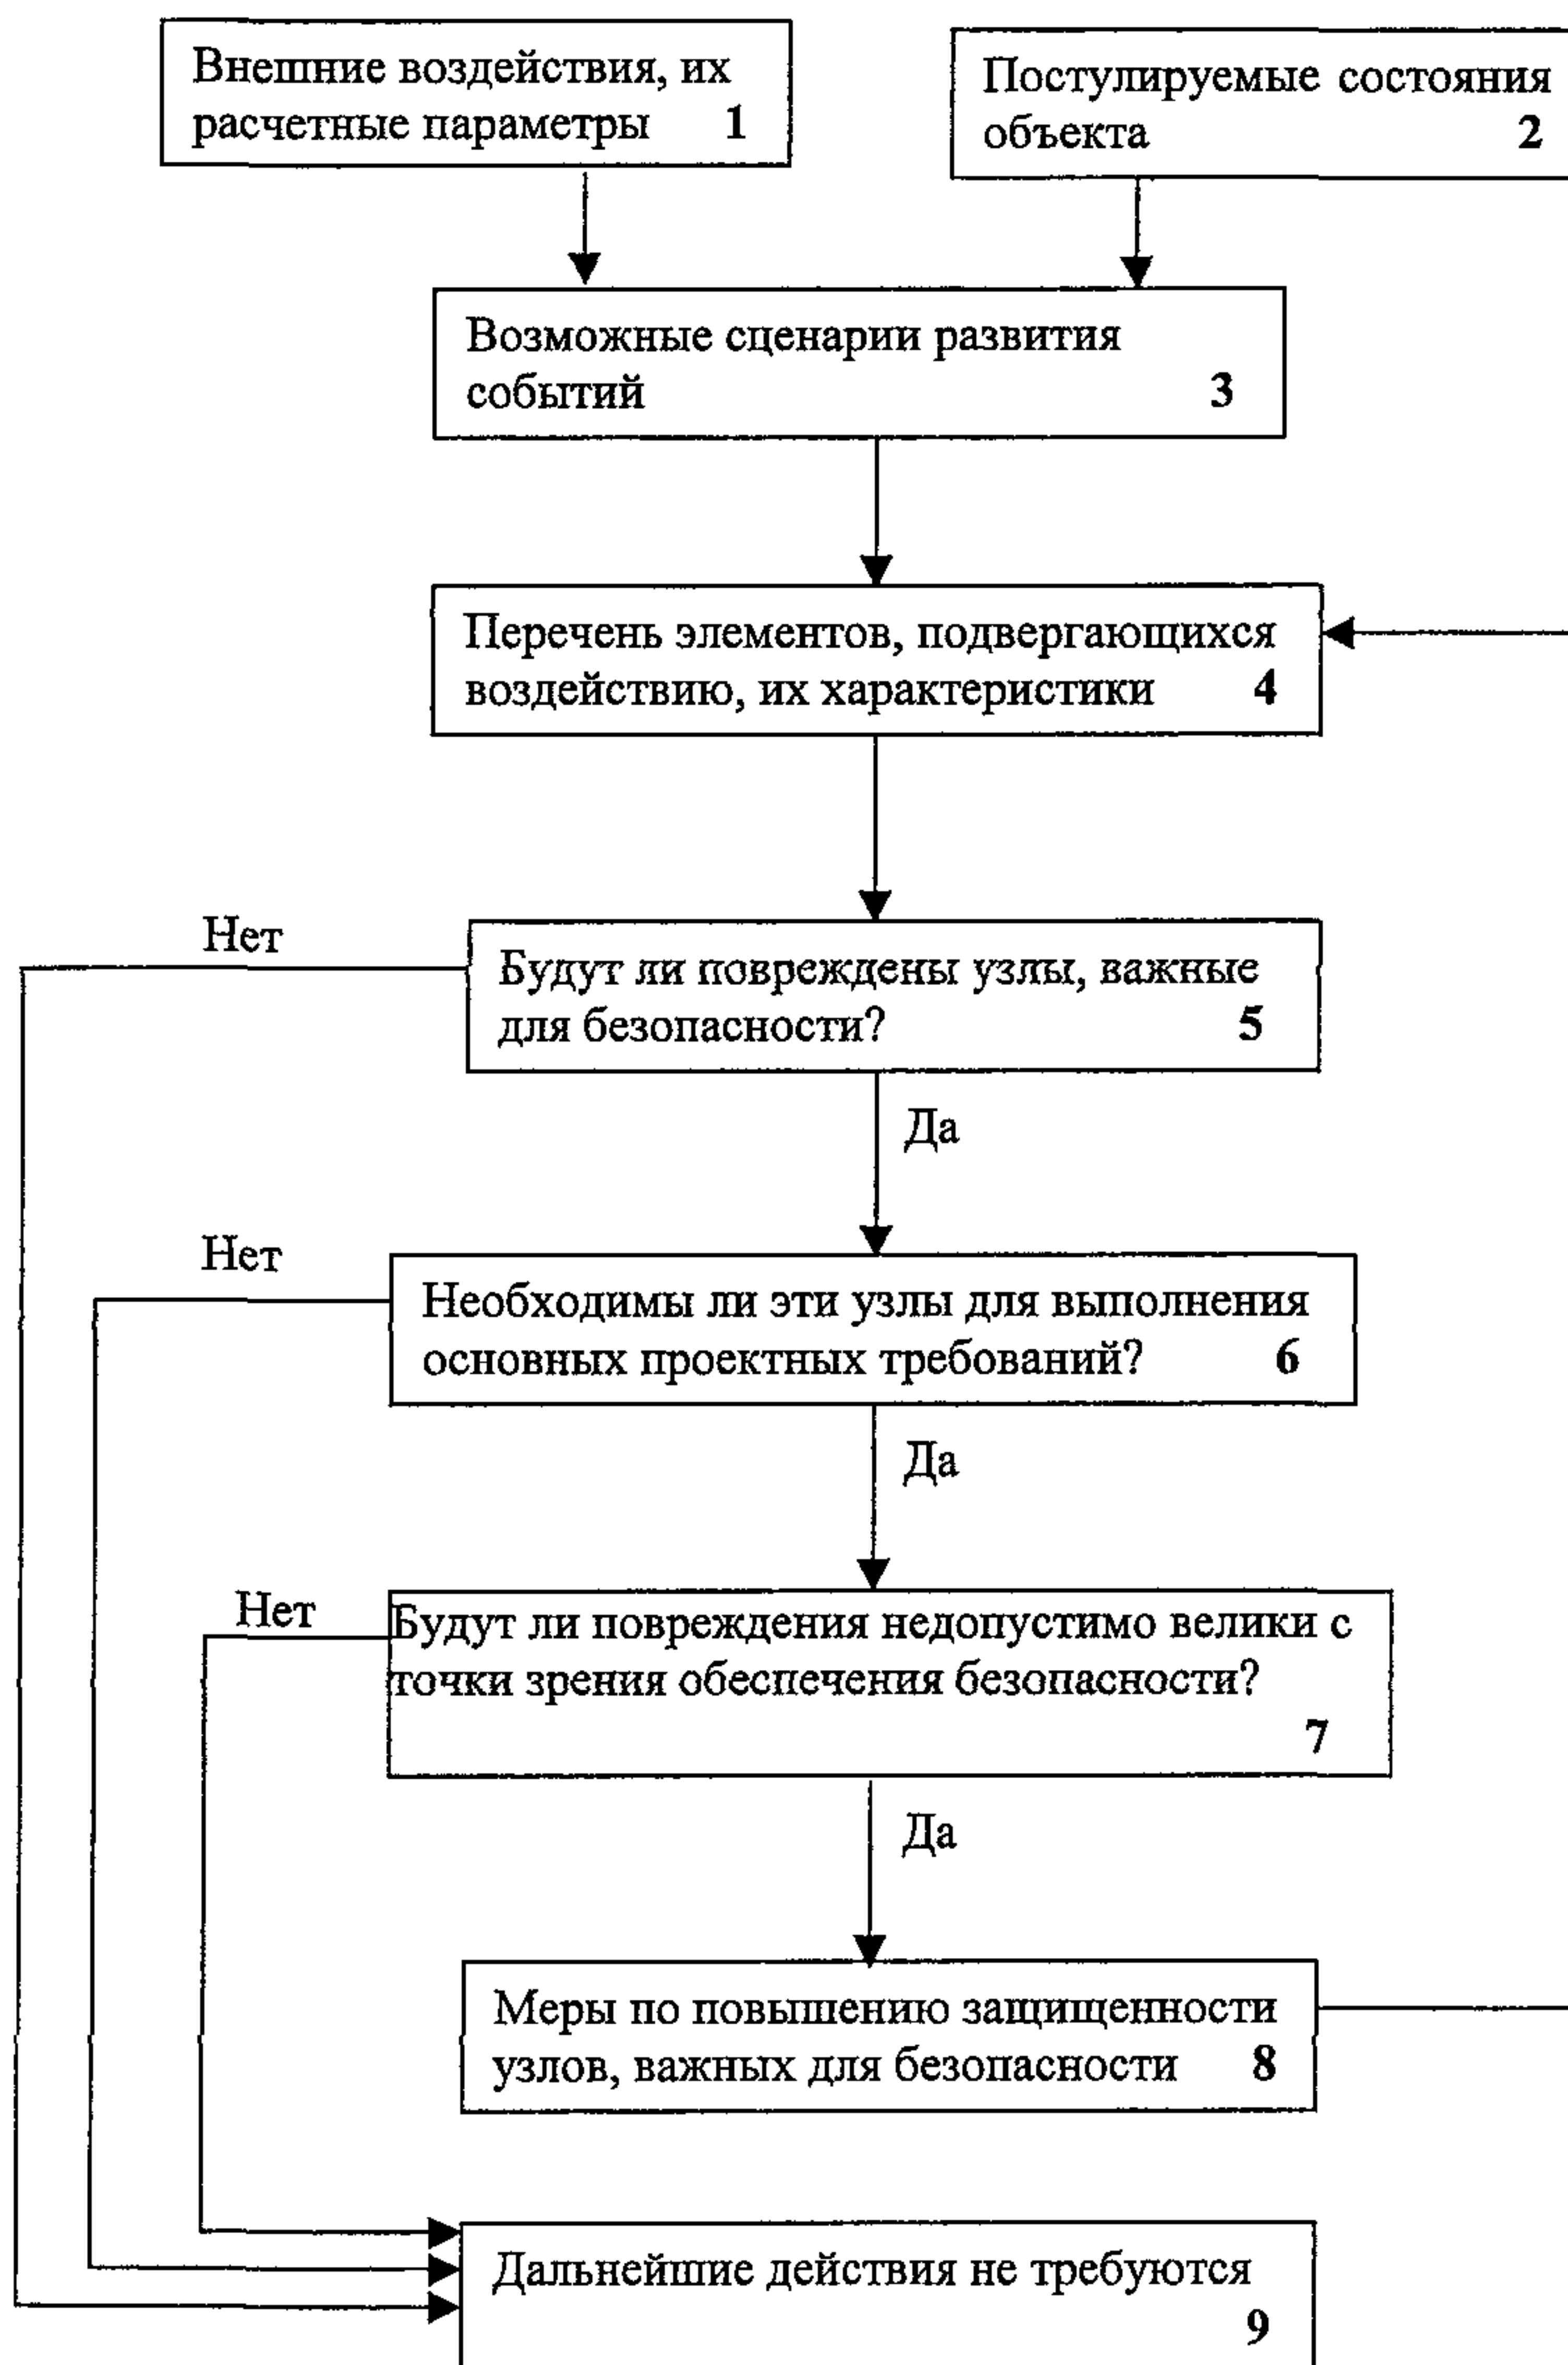 Внешние воздействия, их
расчетные параметры 1
Постулируемые состояния
объекта 2
Возможные сценарии развития
событий 3
Перечень элементов, подвергающихся
воздействию, их характеристики 4
Нет
Будут ли повреждены узлы, важные
для безопасности? 5
Да
Нет
Необходимы ли эти узлы для выполнения
основных проектных требований? 6
Да
Нет
Будут ли повреждения недопустимо велики с
точки зрения обеспечения безопасности?
7
Да
Меры по повышению защищенности
узлов, важных для безопасности 8
Дальнейшие действия не требуются
9